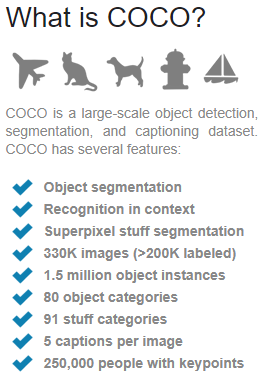 What is COCO?
COCO is a large-scale object detection,
segmentation, and captioning dataset.
COCO has several features:
Object segmentation
Recognition in context
Superpixel stuff segmentation
330K images (>200K labeled)
1.5 million object instances
80 object categories
91 stuff categories
5 captions per image
250,000 people with keypoints